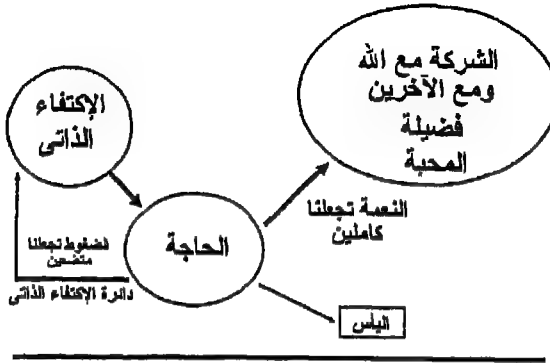 الشركة مع الله
ومع الآخرين
فضيلة
المحبة
الإكتفاء
الذاتى
النعمة تجعلنا
كاملين
الحاجة
فضغوط تجعلنا
متضعين
دائرة الإكتفاء الذاتى
اليأس